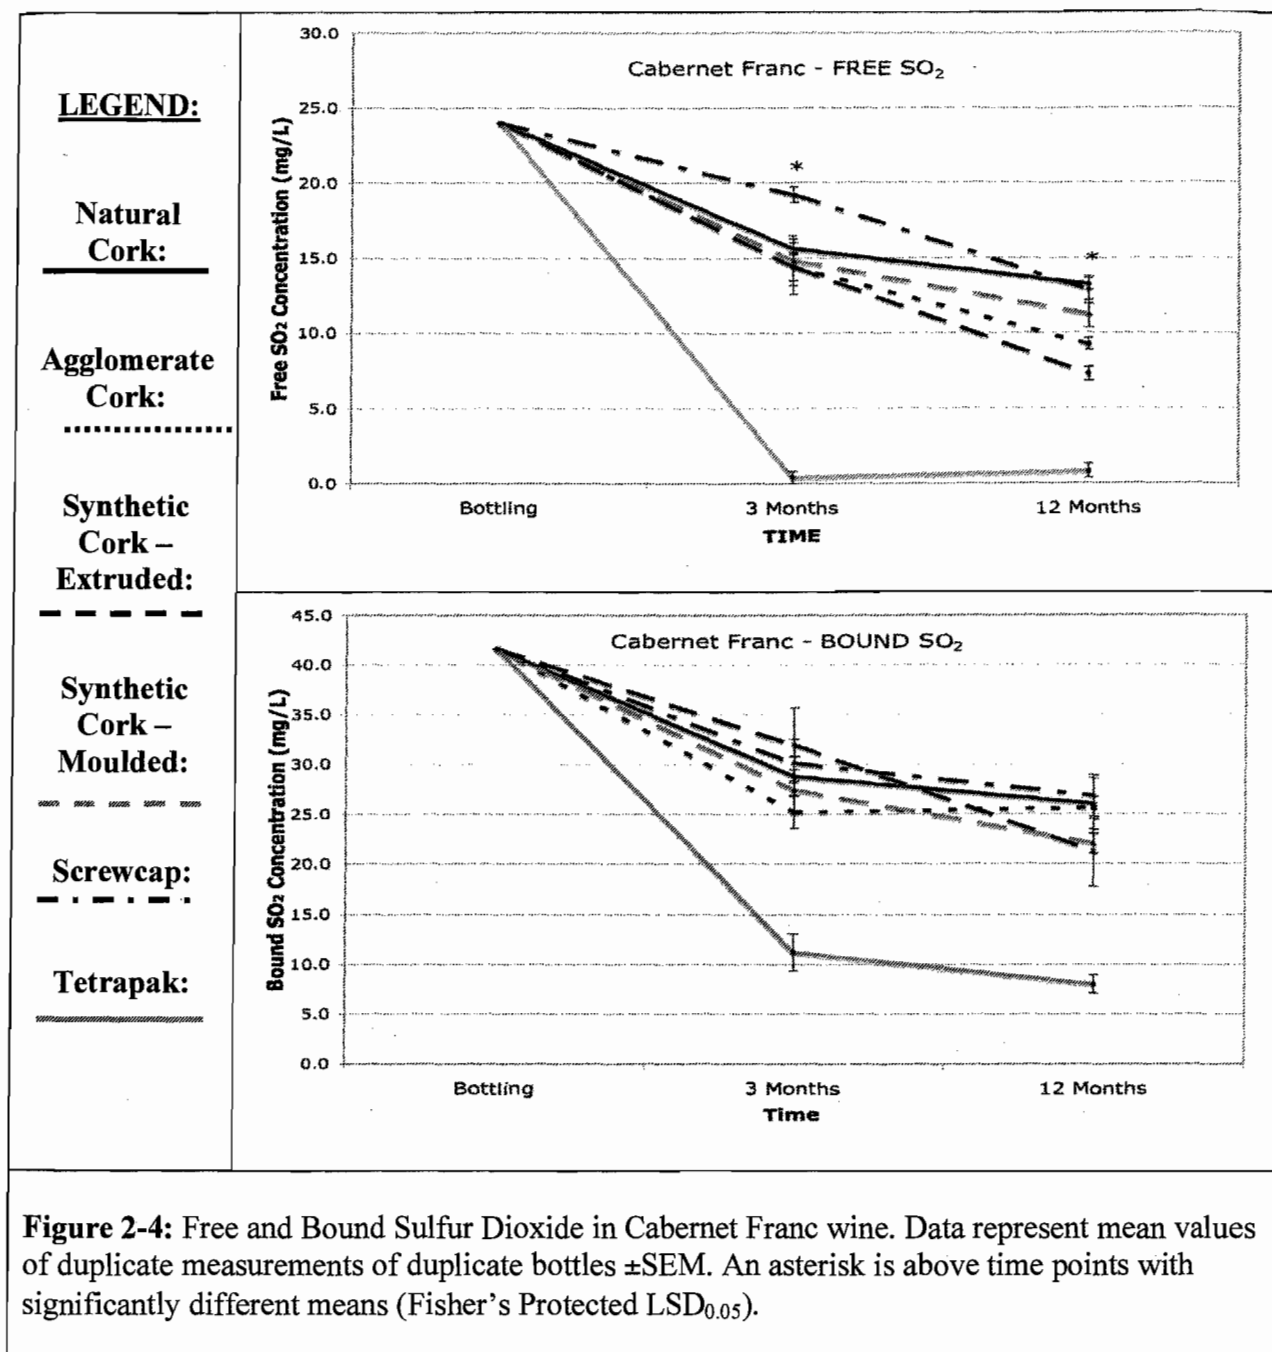 LEGEND:
Natural
Cork:
Agglomerate
Cork:
Synthetic
Cork –
Extruded:
Synthetic
Cork –
Moulded:
Screwcap:
Tetrapak:
Cabernet Franc - FREE SO₂
Free SO₂ Concentration (mg/L)
30.0
25.0
20.0
15.0
10.0
5.0
0.0
*
*
Bottling 3 Months 12 Months
TIME
Cabernet Franc - BOUND SO₂
Bound SO₂ Concentration (mg/L)
45.0
40.0
35.0
30.0
25.0
20.0
15.0
10.0
5.0
0.0
Bottling 3 Months 12 Months
Time
Figure 2-4: Free and Bound Sulfur Dioxide in Cabernet Franc wine. Data represent mean values
of duplicate measurements of duplicate bottles ±SEM. An asterisk is above time points with
significantly different means (Fisher's Protected LSD₀.₀₅).